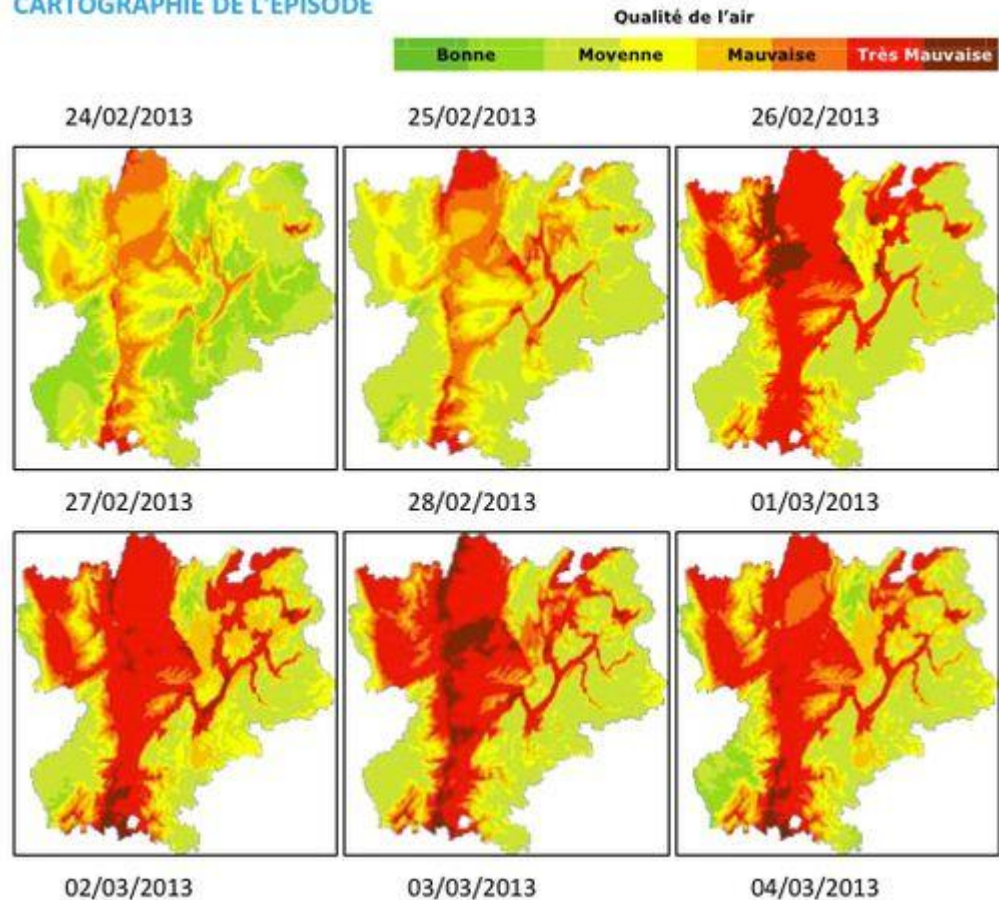 CARTOGRAPHIE DE L'ÉPISODE
Qualité de l'air
Bonne Moyenne Mauvaise Très Mauvaise
24/02/2013 25/02/2013 26/02/2013
27/02/2013 28/02/2013 01/03/2013
02/03/2013 03/03/2013 04/03/2013